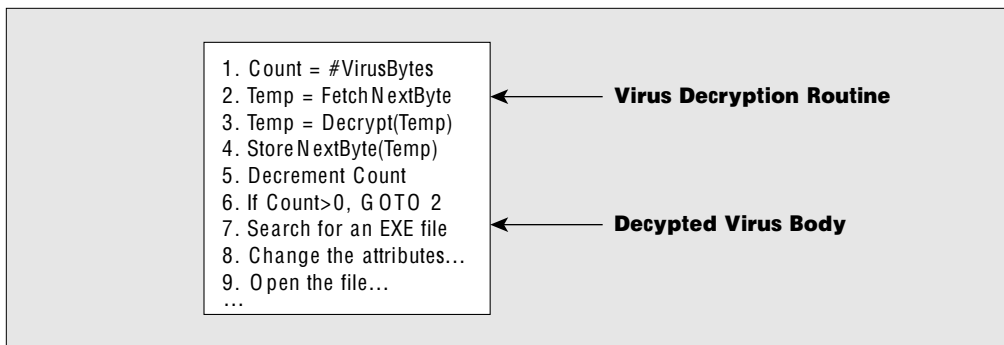 1. Count = #VirusBytes
2. Temp = FetchNextByte
3. Temp = Decrypt(Temp)
4. StoreNextByte(Temp)
5. Decrement Count
6. If Count>0, GOTO 2
7. Search for an EXE file
8. Change the attributes...
9. Open the file...
...
Virus Decryption Routine
Decypted Virus Body